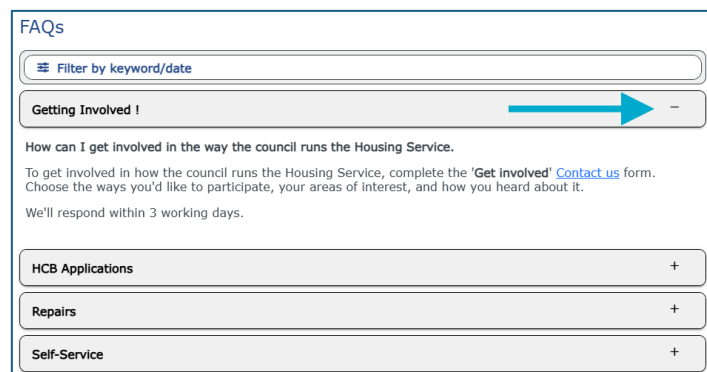 FAQs
Filter by keyword/date
Getting Involved !
−
How can I get involved in the way the council runs the Housing Service.
To get involved in how the council runs the Housing Service, complete the 'Get involved' Contact us form.
Choose the ways you'd like to participate, your areas of interest, and how you heard about it.
We'll respond within 3 working days.
HCB Applications
+
Repairs
+
Self-Service
+